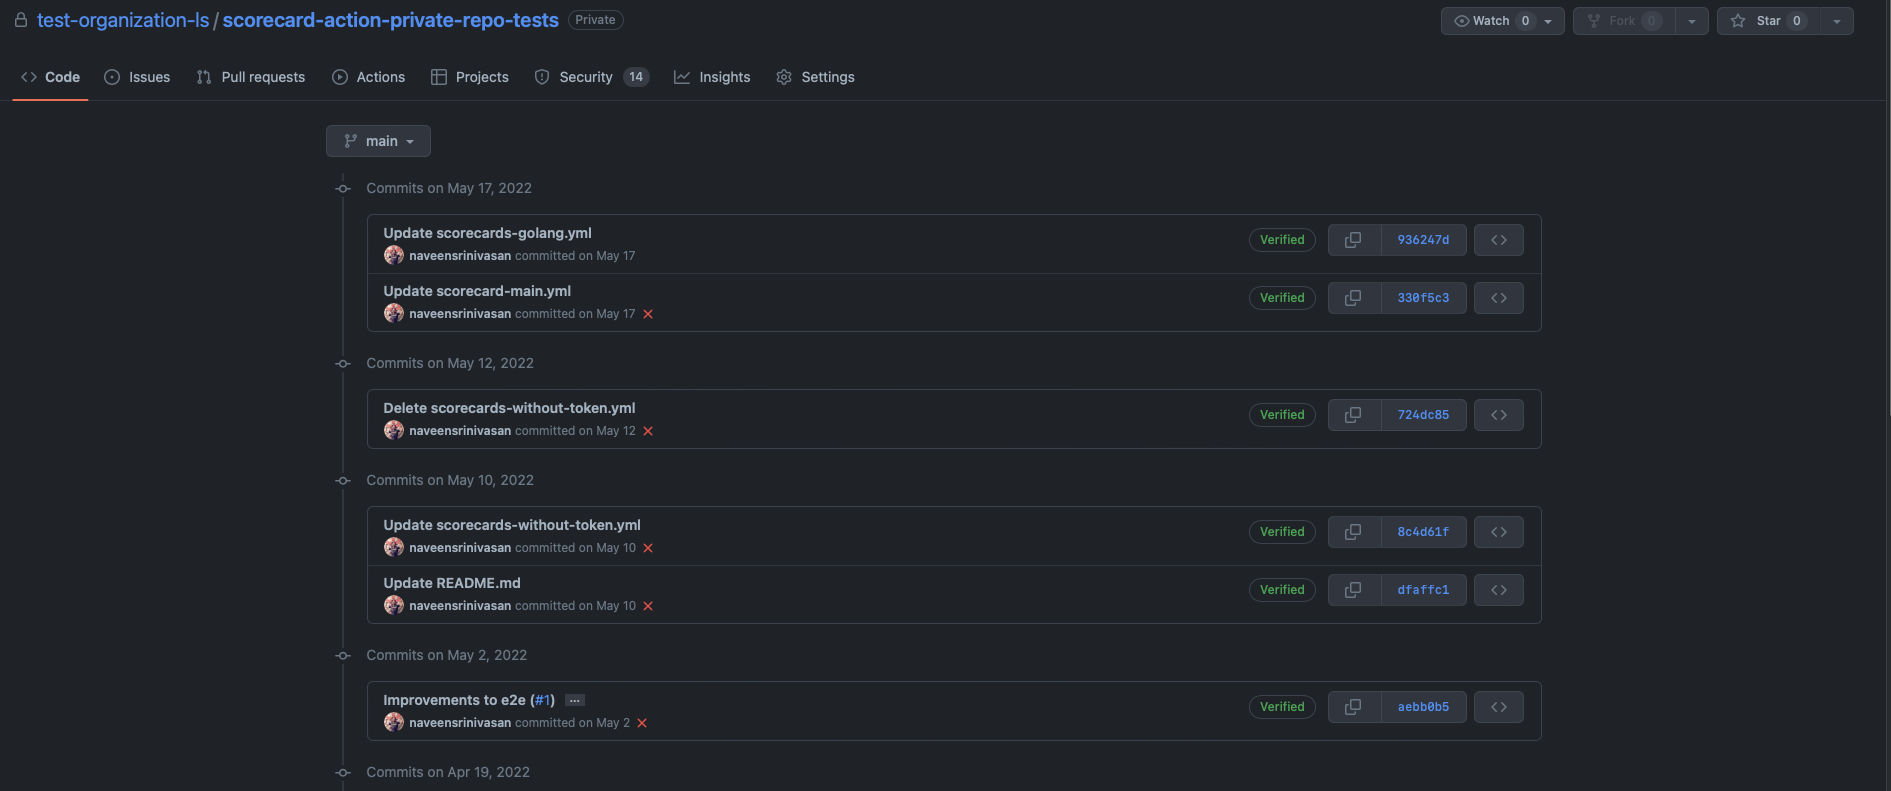 test-organization-ls / scorecard-action-private-repo-tests Private Watch 0 Fork 0 Star 0
Code Issues Pull requests Actions Projects Security 14 Insights Settings
main
Commits on May 17, 2022
Update scorecards-golang.yml
naveensrinivasan committed on May 17
Verified 936247d
Update scorecard-main.yml
naveensrinivasan committed on May 17
Verified 330f5c3
Commits on May 12, 2022
Delete scorecards-without-token.yml
naveensrinivasan committed on May 12
Verified 724dc85
Commits on May 10, 2022
Update scorecards-without-token.yml
naveensrinivasan committed on May 10
Verified 8c4d61f
Update README.md
naveensrinivasan committed on May 10
Verified dfaffc1
Commits on May 2, 2022
Improvements to e2e (#1) ...
naveensrinivasan committed on May 2
Verified aebb0b5
Commits on Apr 19, 2022